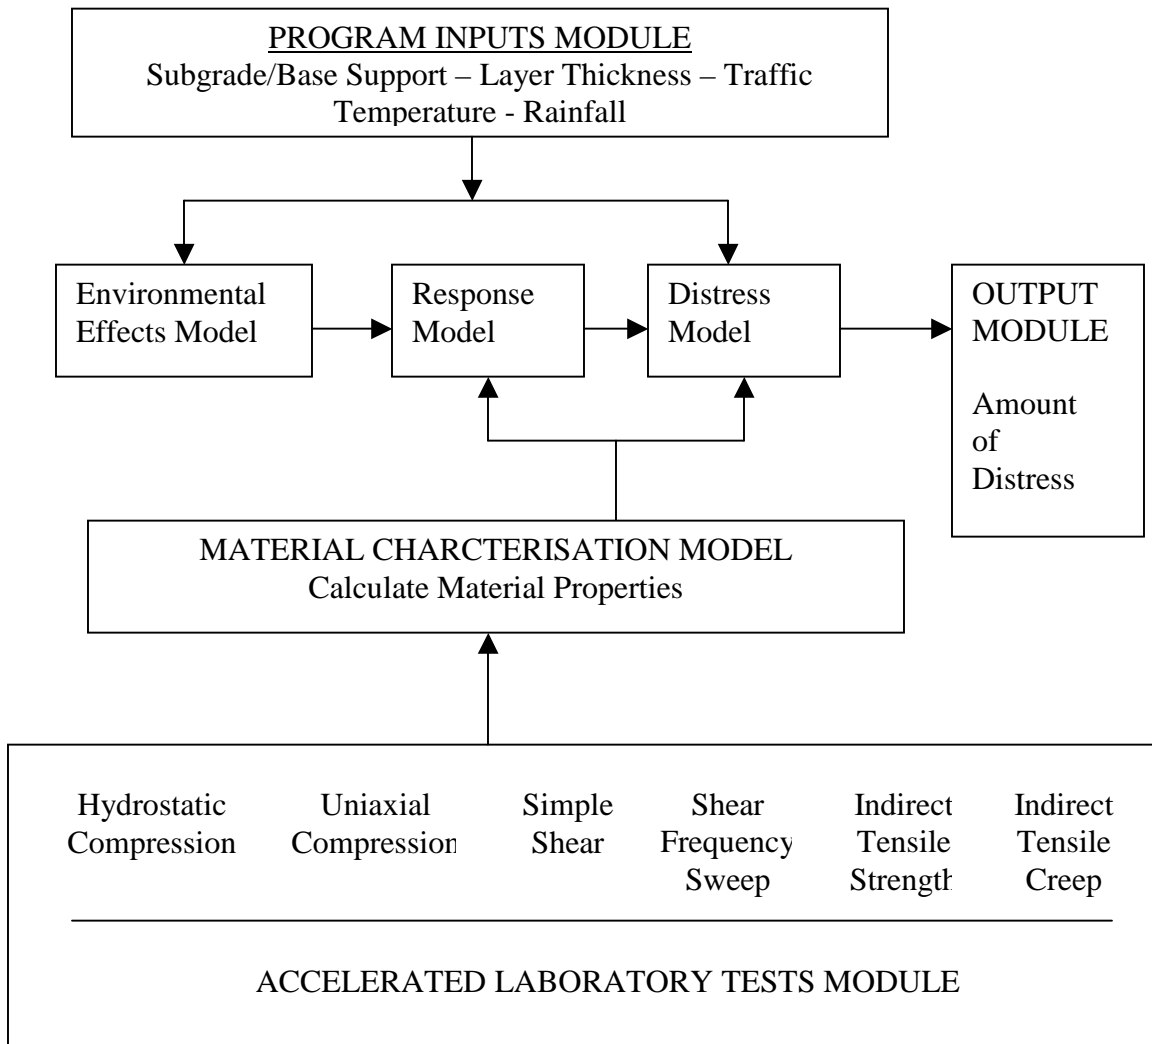 PROGRAM INPUTS MODULE
Subgrade/Base Support – Layer Thickness – Traffic
Temperature - Rainfall
Environmental
Effects Model
Response
Model
Distress
Model
OUTPUT
MODULE
Amount
of
Distress
MATERIAL CHARCTERISATION MODEL
Calculate Material Properties
Hydrostatic
Compression
Uniaxial
Compression
Simple
Shear
Shear
Frequency
Sweep
Indirect
Tensile
Strength
Indirect
Tensile
Creep
ACCELERATED LABORATORY TESTS MODULE